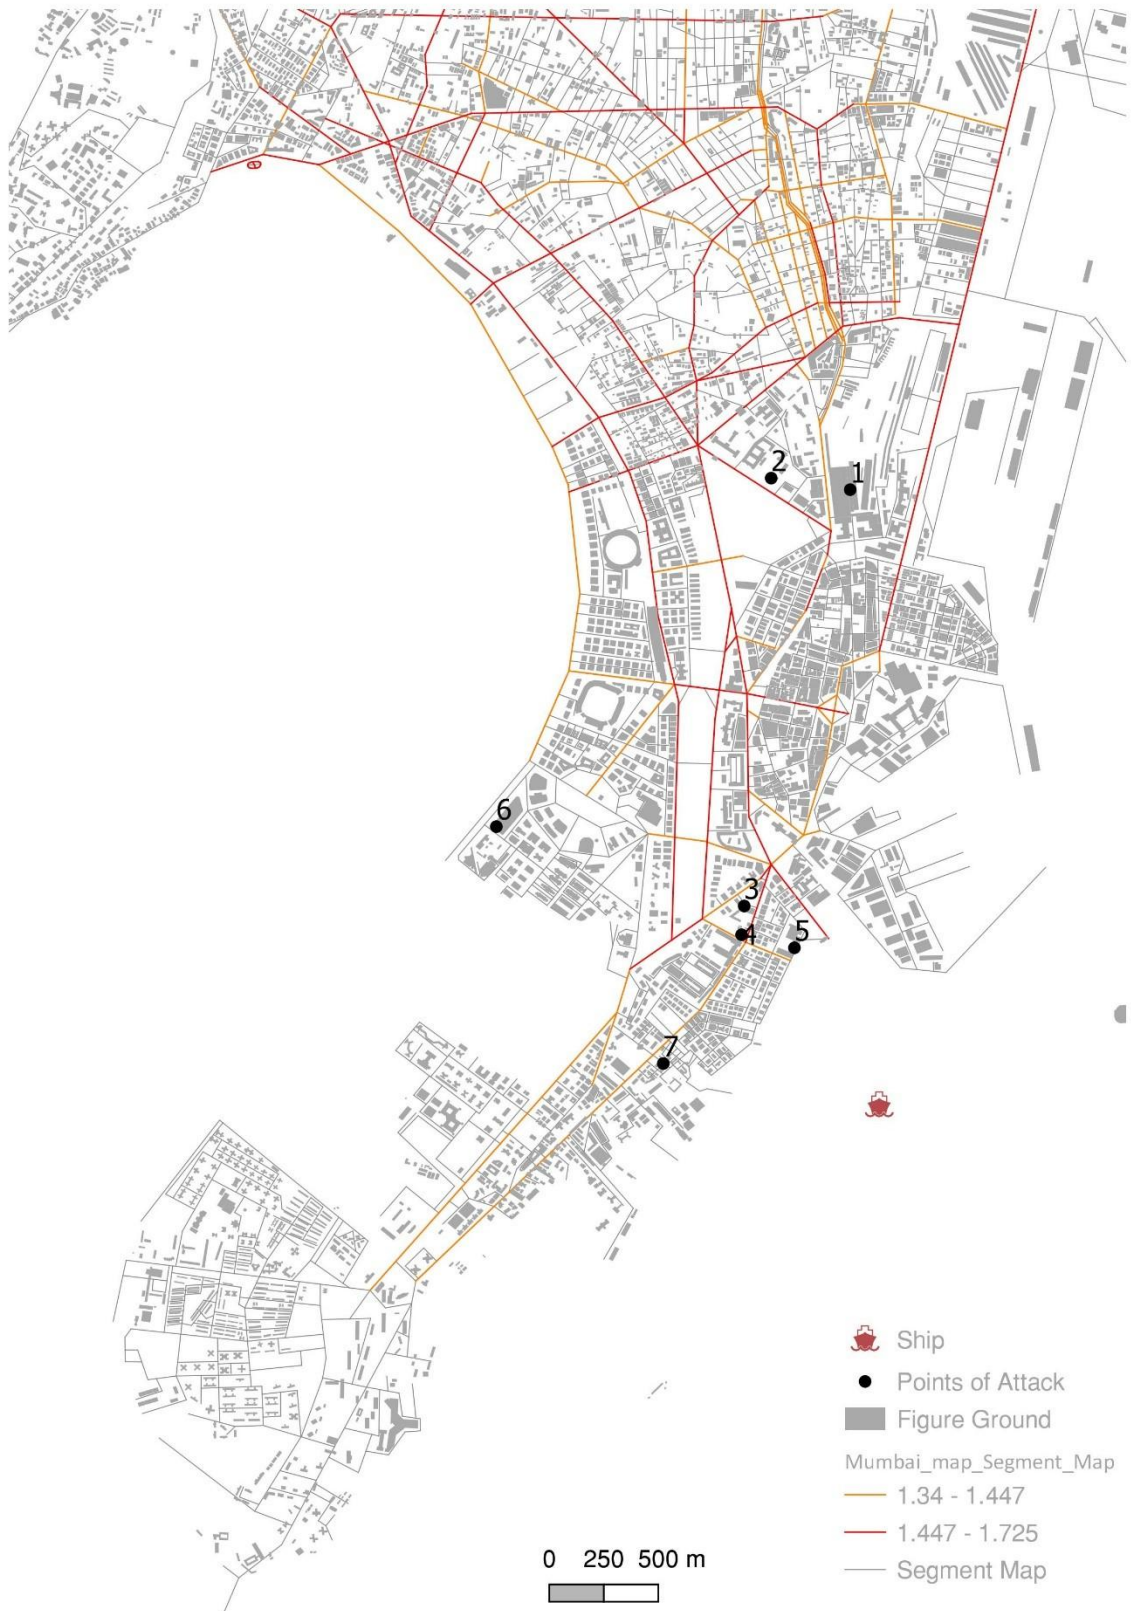 2
1
6
3
4
5
7
Ship
Points of Attack
Figure Ground
Mumbai_map_Segment_Map
1.34 - 1.447
1.447 - 1.725
Segment Map
0 250 500 m